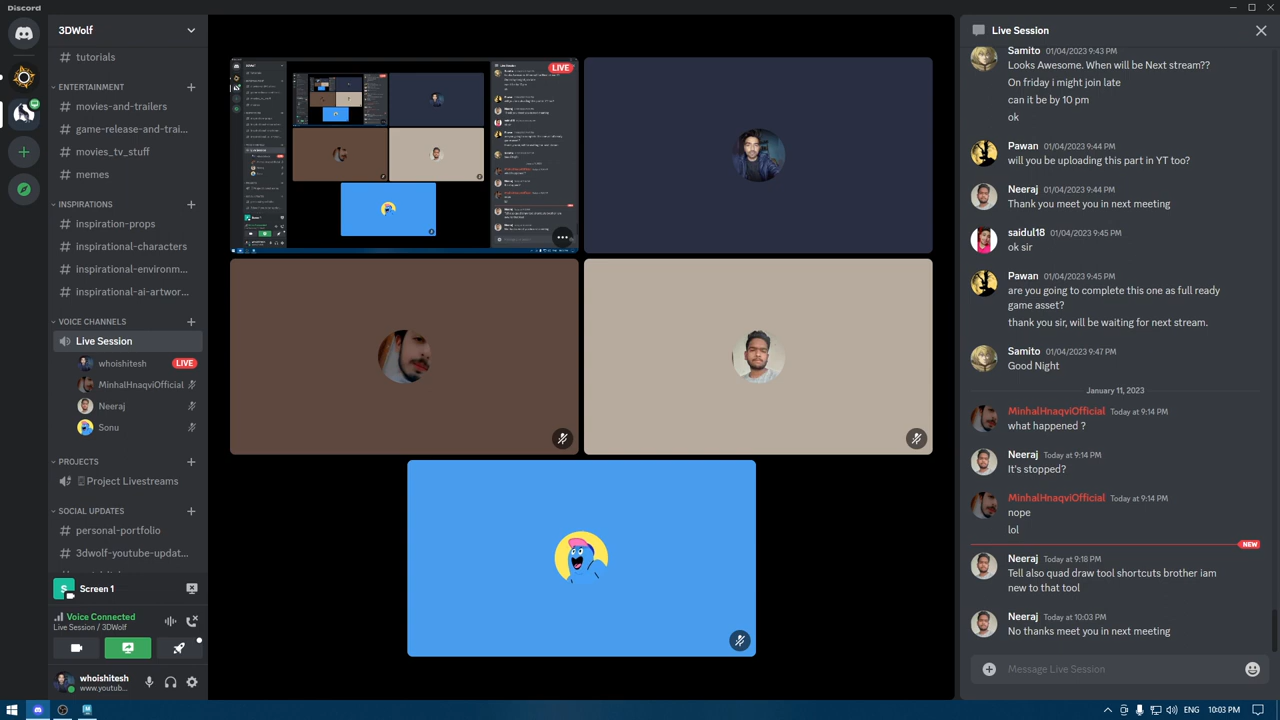 Discord
3DWolf
tutorials
ENTERTAINMENT
movies-and-trailers
game-release-and-trai...
movies_tv_stuff
memes
INSPIRATIONS
inspiration-props
inspirational-characters
inspirational-environm...
inspirational-ai-artwor...
VOICE CHANNELS
Live Session
whoishitesh LIVE
MinhalHnaqviOfficial
Neeraj
Sonu
PROJECTS
Project Livestreams
SOCIAL UPDATES
personal-portfolio
3dwolf-youtube-updat...
Screen 1
Voice Connected
Live Session / 3DWolf
whoishitesh
www.youtub...
LIVE
Live Session
Samito 01/04/2023 9:43 PM
Looks Awesome. When will be Next stream??
On friday i might join late
can it be by 10 pm
ok
Pawan 01/04/2023 9:44 PM
will you be uploading this part in YT too?
Neeraj 01/04/2023 9:44 PM
Thank you meet you in next meeting
saidul18 01/04/2023 9:45 PM
ok sir
Pawan 01/04/2023 9:45 PM
are you going to complete this one as full ready
game asset?
thank you sir, will be waiting for next stream.
Samito 01/04/2023 9:47 PM
Good Night
January 11, 2023
MinhalHnaqviOfficial Today at 9:14 PM
what happened ?
Neeraj Today at 9:14 PM
It's stopped?
MinhalHnaqviOfficial Today at 9:14 PM
nope
lol
NEW
Neeraj Today at 9:18 PM
Tell also quad draw tool shortcuts brother iam
new to that tool
Neeraj Today at 10:03 PM
No thanks meet you in next meeting
Message Live Session
ENG 10:03 PM